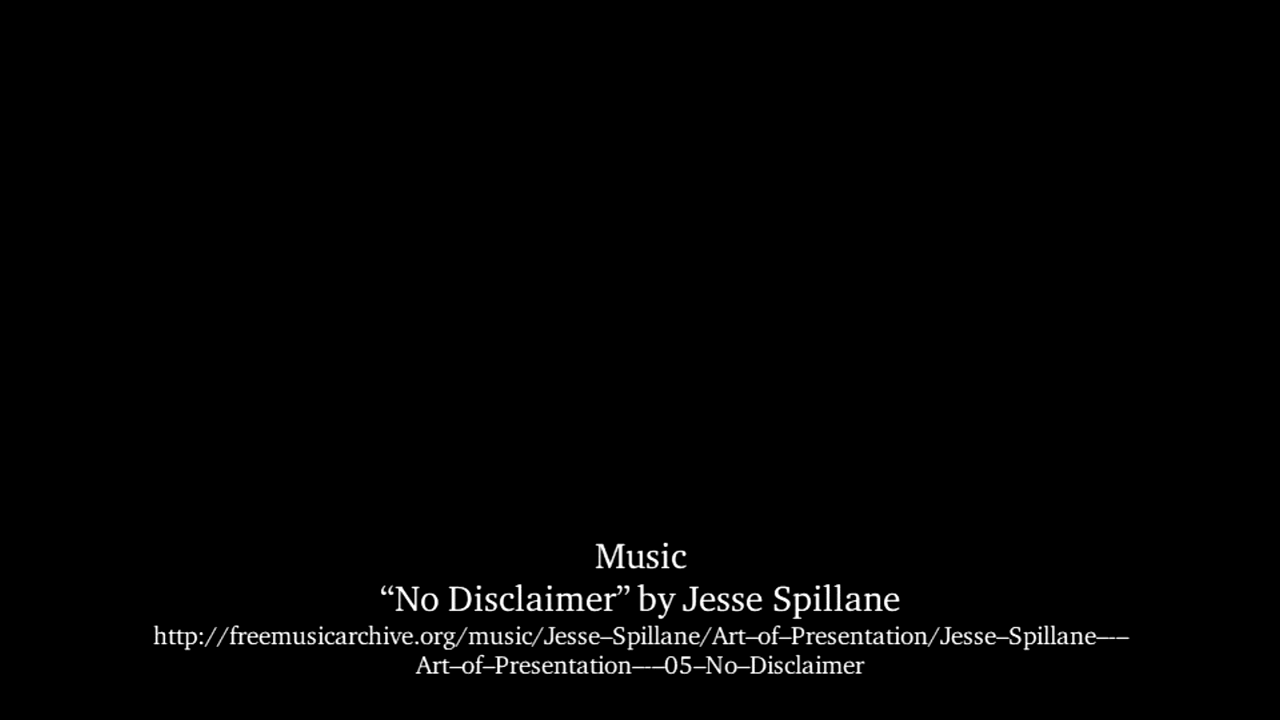 Music
“No Disclaimer” by Jesse Spillane
http://freemusicarchive.org/music/Jesse–Spillane/Art–of–Presentation/Jesse–Spillane–-–
Art–of–Presentation–-–05–No–Disclaimer